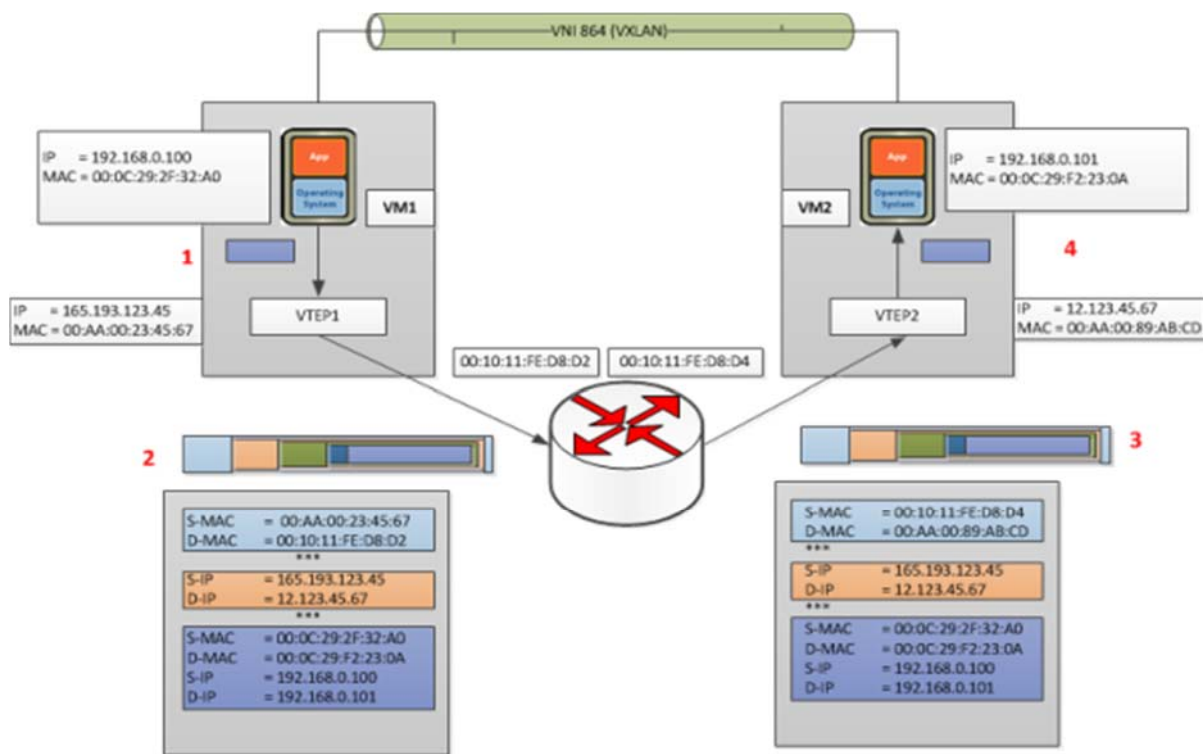 VNI 864 (VXLAN)
IP = 192.168.0.100
MAC = 00:0C:29:2F:32:A0
App
Operating
System
VM1
1
IP = 165.193.123.45
MAC = 00:AA:00:23:45:67
VTEP1
App
Operating
System
VM2
IP = 192.168.0.101
MAC = 00:0C:29:F2:23:0A
4
VTEP2
IP = 12.123.45.67
MAC = 00:AA:00:89:AB:CD
00:10:11:FE:D8:D2
00:10:11:FE:D8:D4
2
S-MAC = 00:AA:00:23:45:67
D-MAC = 00:10:11:FE:D8:D2
***
S-IP = 165.193.123.45
D-IP = 12.123.45.67
***
S-MAC = 00:0C:29:2F:32:A0
D-MAC = 00:0C:29:F2:23:0A
S-IP = 192.168.0.100
D-IP = 192.168.0.101
3
S-MAC = 00:10:11:FE:D8:D4
D-MAC = 00:AA:00:89:AB:CD
***
S-IP = 165.193.123.45
D-IP = 12.123.45.67
***
S-MAC = 00:0C:29:2F:32:A0
D-MAC = 00:0C:29:F2:23:0A
S-IP = 192.168.0.100
D-IP = 192.168.0.101